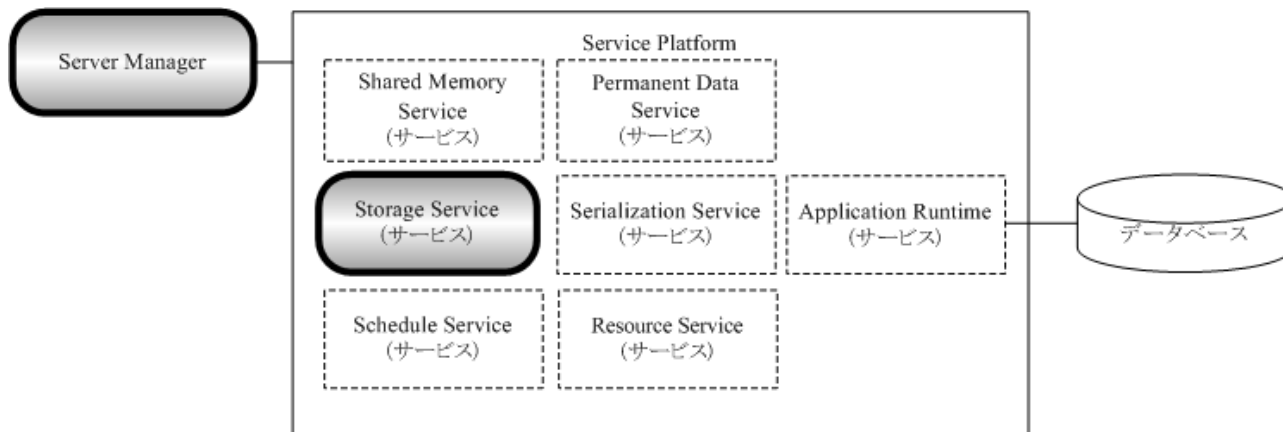 Server Manager
Service Platform
Shared Memory
Service
(サービス)
Permanent Data
Service
(サービス)
Storage Service
(サービス)
Serialization Service
(サービス)
Application Runtime
(サービス)
データベース
Schedule Service
(サービス)
Resource Service
(サービス)